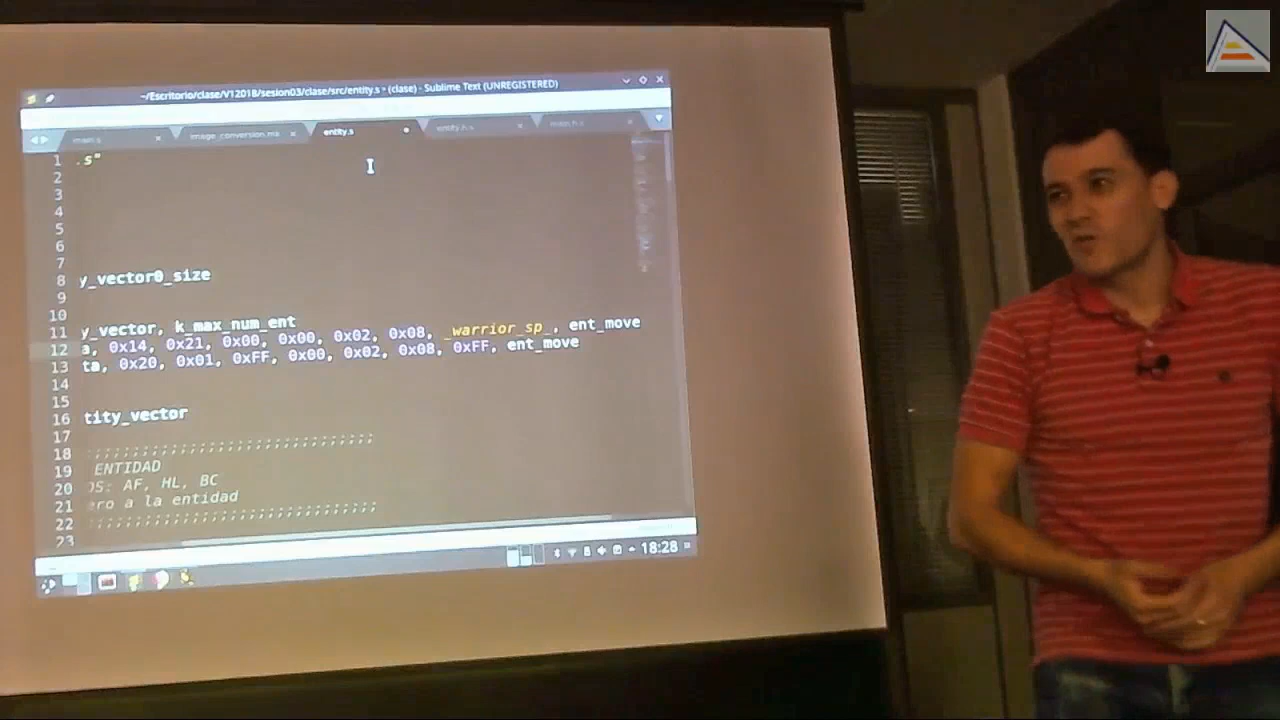 ~/Escritorio/clase/V12018/sesion03/clase/src/entity.s • (clase) - Sublime Text (UNREGISTERED)
main.s image_conversion.mk entity.s entity.h.s main.h.s
1 .s"
2
3
4
5
6
7
8 y_vector0_size
9
10
11 y_vector, k_max_num_ent
12 a, 0x14, 0x21, 0x00, 0x00, 0x02, 0x08, _warrior_sp_, ent_move
13 ta, 0x20, 0x01, 0xFF, 0x00, 0x02, 0x08, 0xFF, ent_move
14
15
16 tity_vector
17
18 ;;;;;;;;;;;;;;;;;;;;;;;;;;;;;;
19 ENTIDAD
20 OS: AF, HL, BC
21 ero a la entidad
22 ;;;;;;;;;;;;;;;;;;;;;;;;;;;;;;
23
18:28